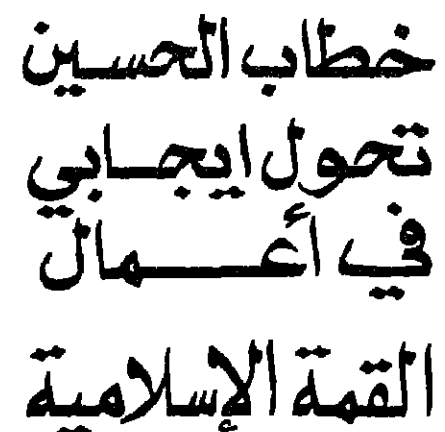 خطاب الحسين
تحول ايجابي
في أعمال
القمة الإسلامية